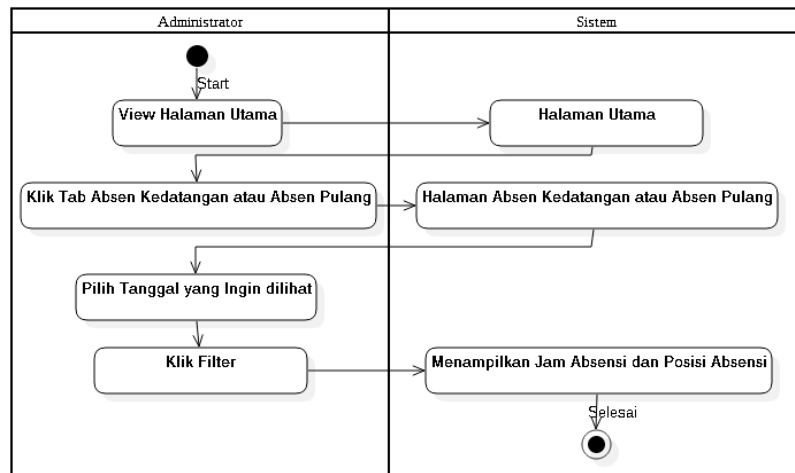 Administrator
Sistem
Start
View Halaman Utama
Halaman Utama
Klik Tab Absen Kedatangan atau Absen Pulang
Halaman Absen Kedatangan atau Absen Pulang
Pilih Tanggal yang Ingin dilihat
Klik Filter
Menampilkan Jam Absensi dan Posisi Absensi
Selesai